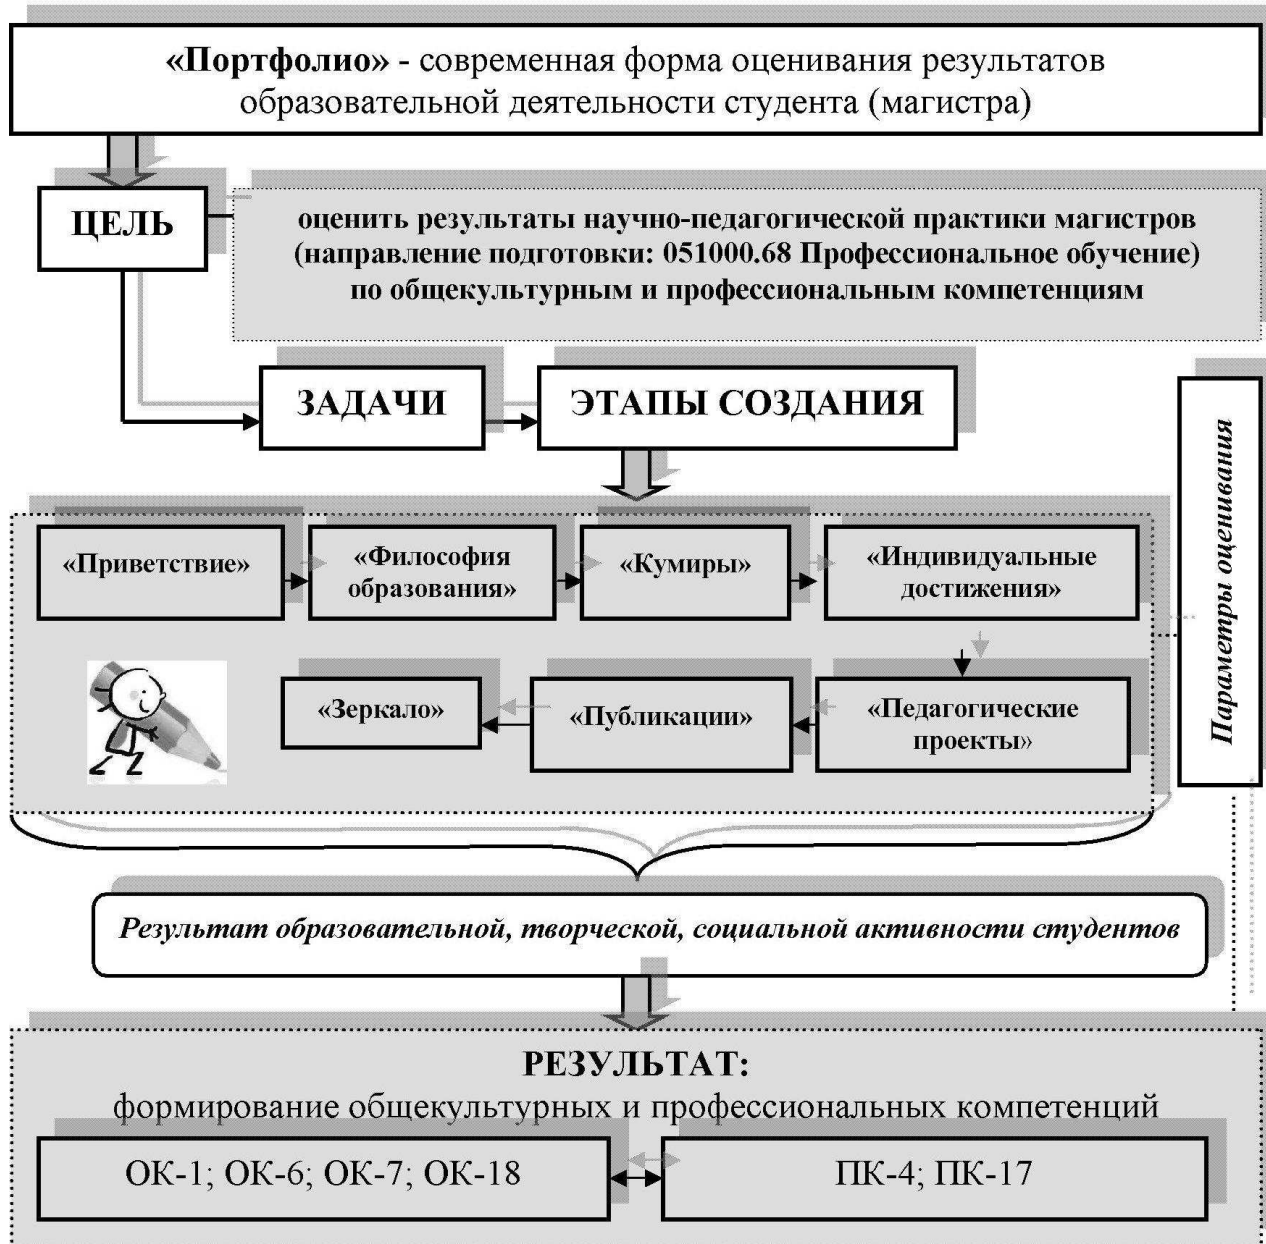 «Портфолио» - современная форма оценивания результатов
образовательной деятельности студента (магистра)
ЦЕЛЬ
оценить результаты научно-педагогической практики магистров
(направление подготовки: 051000.68 Профессиональное обучение)
по общекультурным и профессиональным компетенциям
ЗАДАЧИ
ЭТАПЫ СОЗДАНИЯ
Параметры оценивания
«Приветствие»
«Философия
образования»
«Кумиры»
«Индивидуальные
достижения»
«Педагогические
проекты»
«Публикации»
«Зеркало»
Результат образовательной, творческой, социальной активности студентов
РЕЗУЛЬТАТ:
формирование общекультурных и профессиональных компетенций
ОК-1; ОК-6; ОК-7; ОК-18
ПК-4; ПК-17